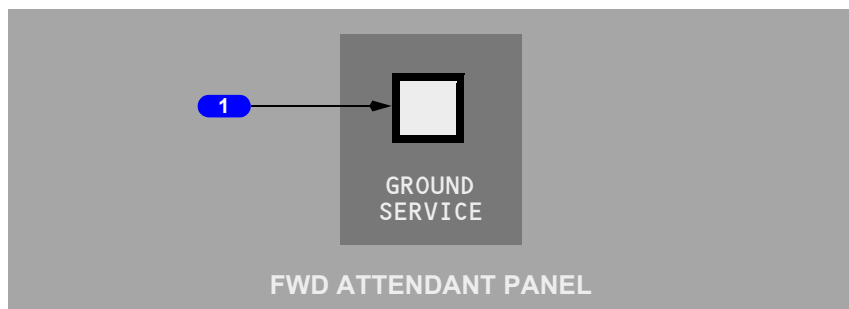 1
GROUND
SERVICE
FWD ATTENDANT PANEL